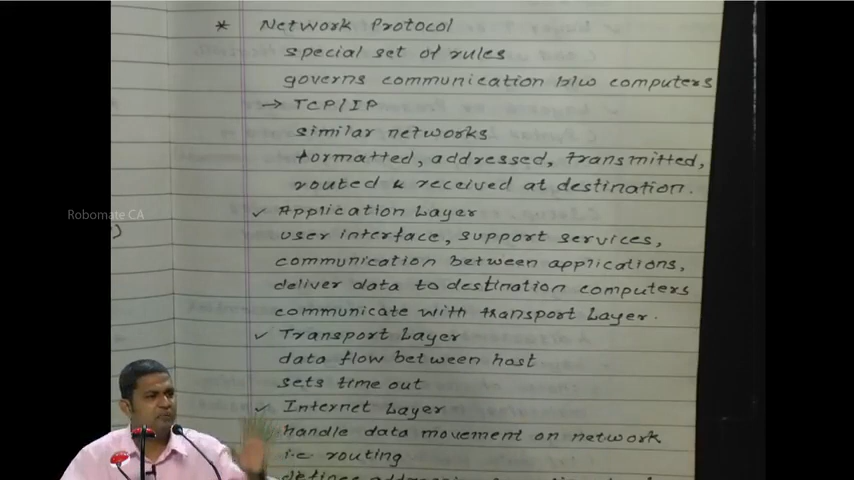 * Network Protocol
special set of rules
governs communication b/w computers
→ TCP/IP
similar networks
formatted, addressed, transmitted,
routed & received at destination.
✓ Application Layer
user interface, support services,
communication between applications,
deliver data to destination computers
communicate with transport Layer.
✓ Transport Layer
data flow between host
sets time out
✓ Internet Layer
handle data movement on network
i.e routing
defines
Robomate CA